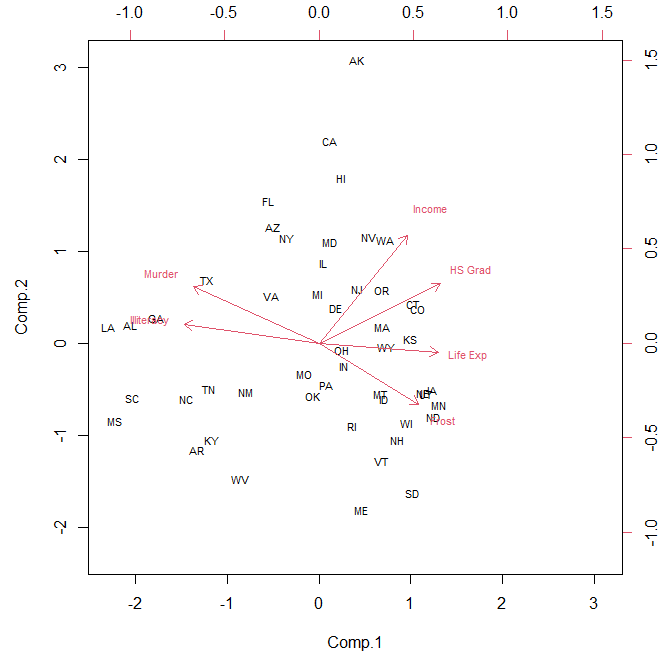 -1.0 -0.5 0.0 0.5 1.0 1.5
AK
3 1.5
CA
2 1.0
HI
FL
Income
AZ
NY NV WA
MD
1 0.5
IL
Murder HS Grad
TX
MI NJ OR
VA
DE CT CO
Illiteracy GA
LA AL MA
Comp.2
0 0.0
KS
OH WY Life Exp
IN
MO
PA
TN NM OK MT ID IA
SC NC MN
MS ND Frost
RI WI
-1 -0.5
KY NH
AR
VT
WV
SD
ME
-2 -1.0
-2 -1 0 1 2 3
Comp.1